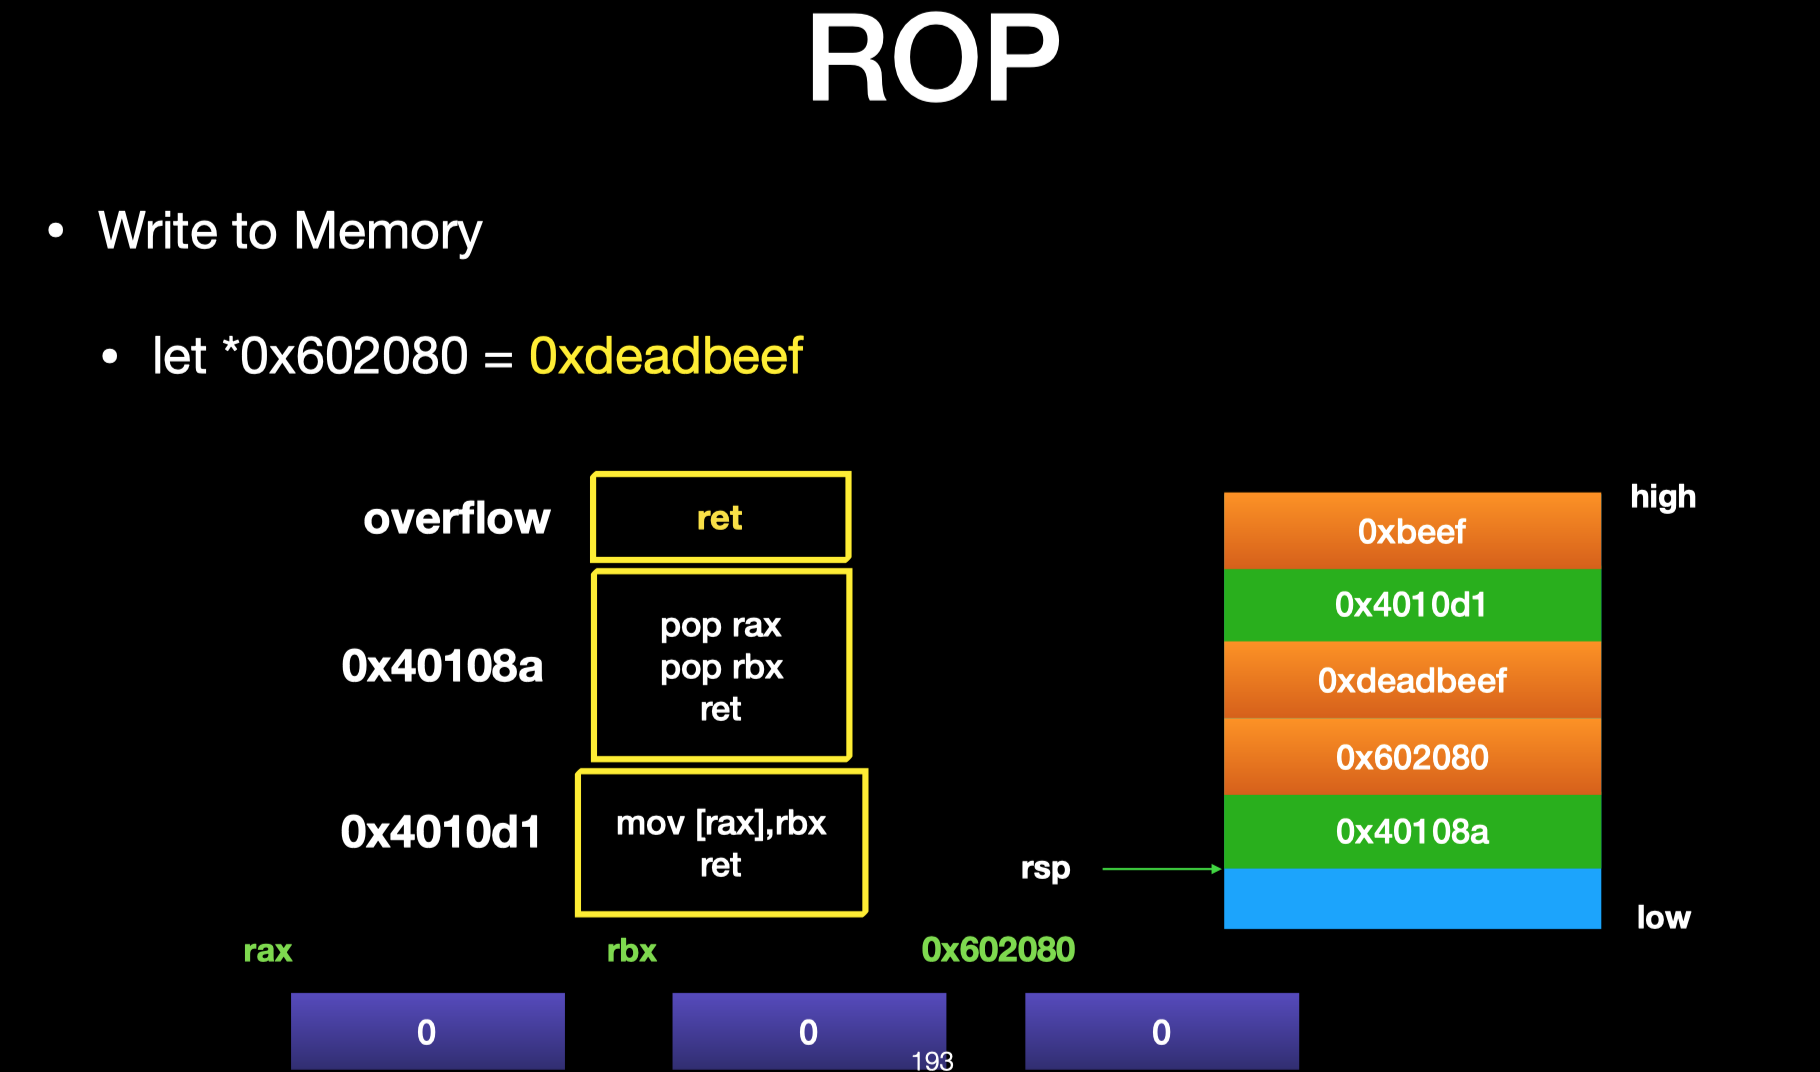 ROP
• Write to Memory
• let *0x602080 = 0xdeadbeef
overflow
ret
0x40108a
pop rax
pop rbx
ret
0x4010d1
mov [rax],rbx
ret
high
0xbeef
0x4010d1
0xdeadbeef
0x602080
0x40108a
rsp
low
rax
0
rbx
0
0x602080
0
193